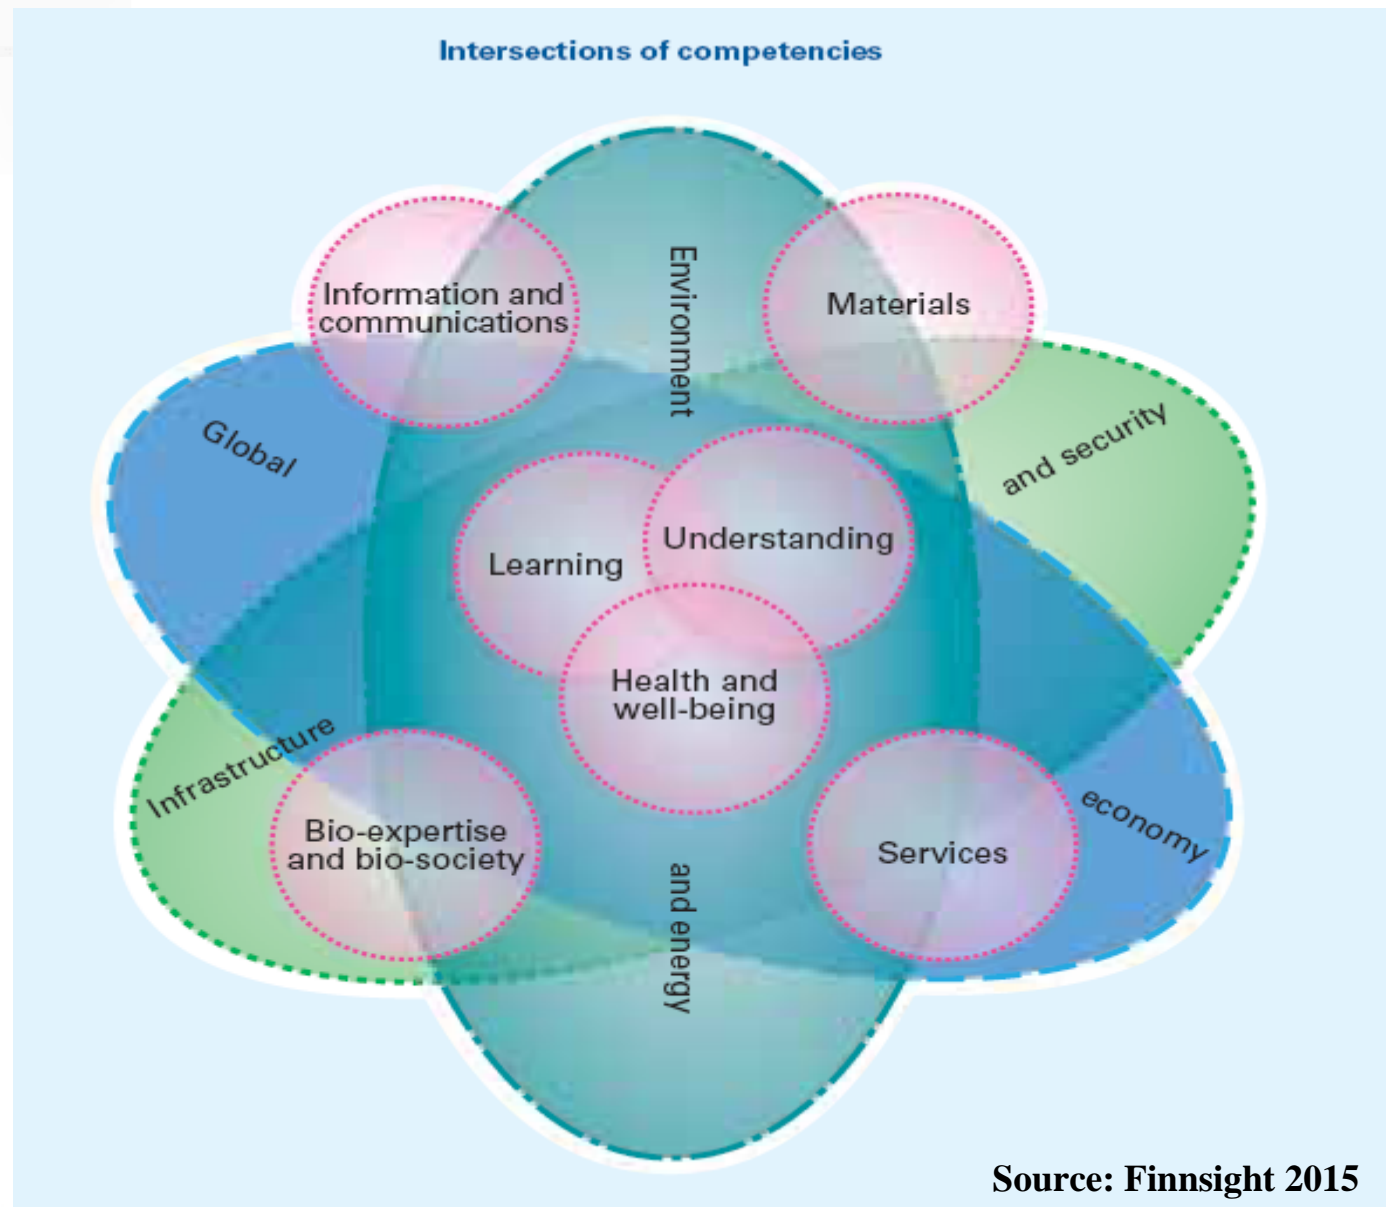 Intersections of competencies
Information and
communications
Environment
Materials
Global
and security
Learning
Understanding
Health and
well-being
Infrastructure
Bio-expertise
and bio-society
and energy
Services
economy
Source: Finnsight 2015